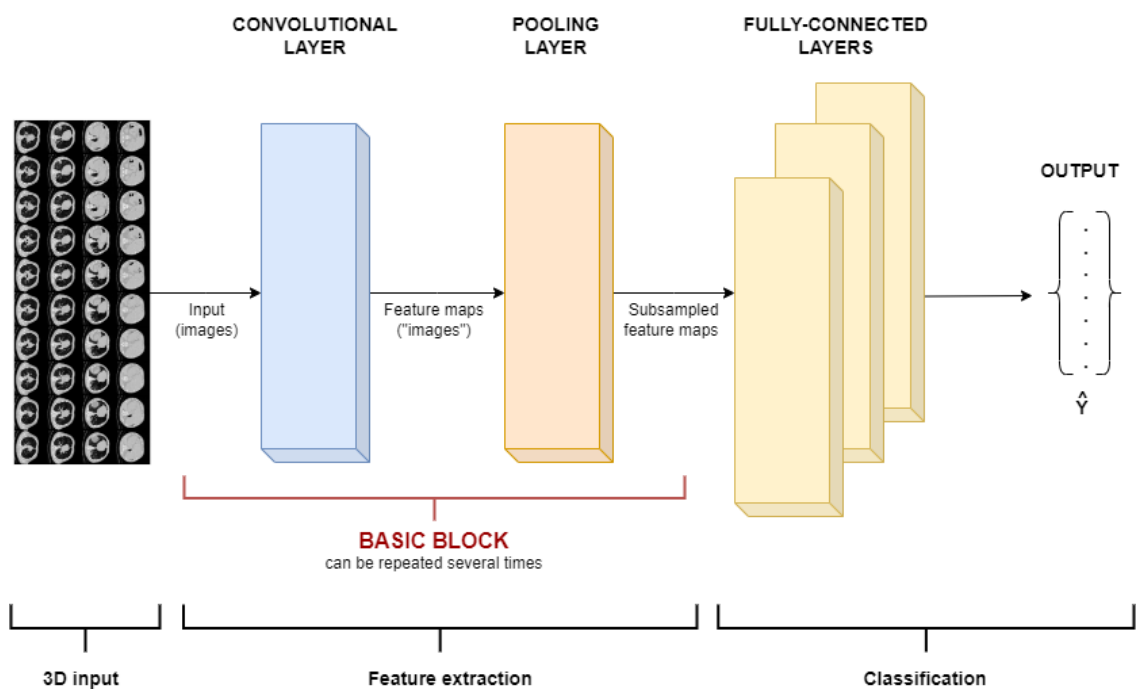 CONVOLUTIONAL
LAYER
POOLING
LAYER
FULLY-CONNECTED
LAYERS
OUTPUT
Input
(images)
Feature maps
("images")
Subsampled
feature maps
Ŷ
BASIC BLOCK
can be repeated several times
3D input
Feature extraction
Classification